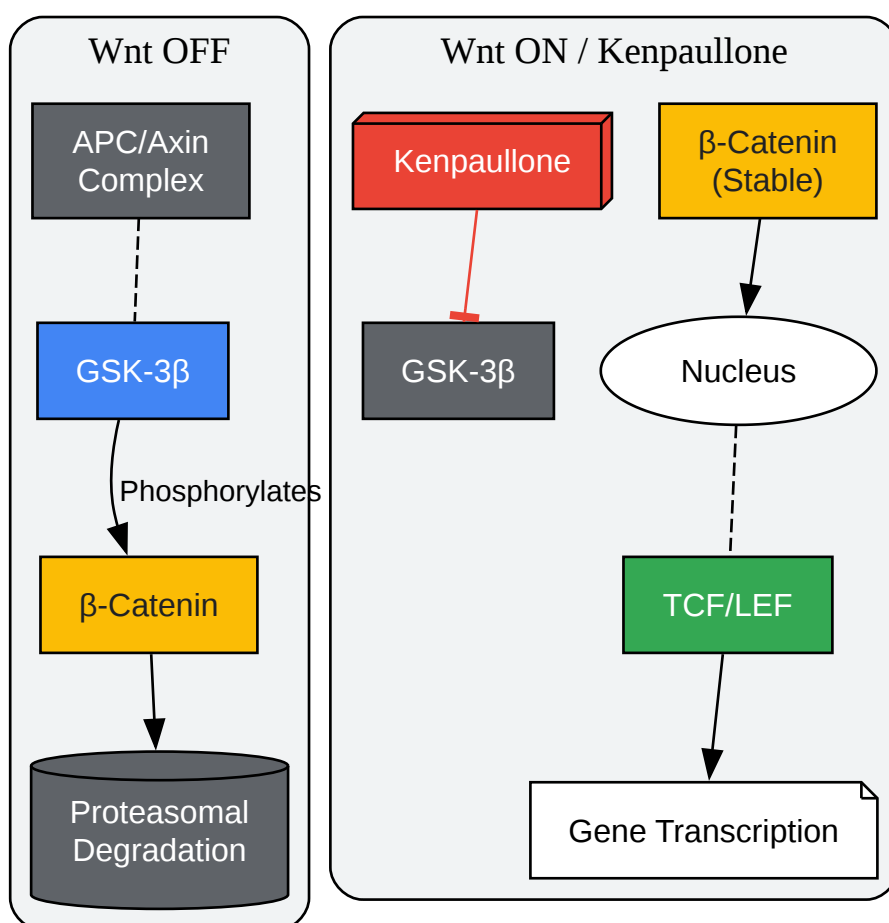 Wnt OFF
APC/Axin
Complex
GSK-3β
Phosphorylates
β-Catenin
Proteasomal
Degradation
Wnt ON / Kenpaullone
Kenpaullone
β-Catenin
(Stable)
GSK-3β
Nucleus
TCF/LEF
Gene Transcription